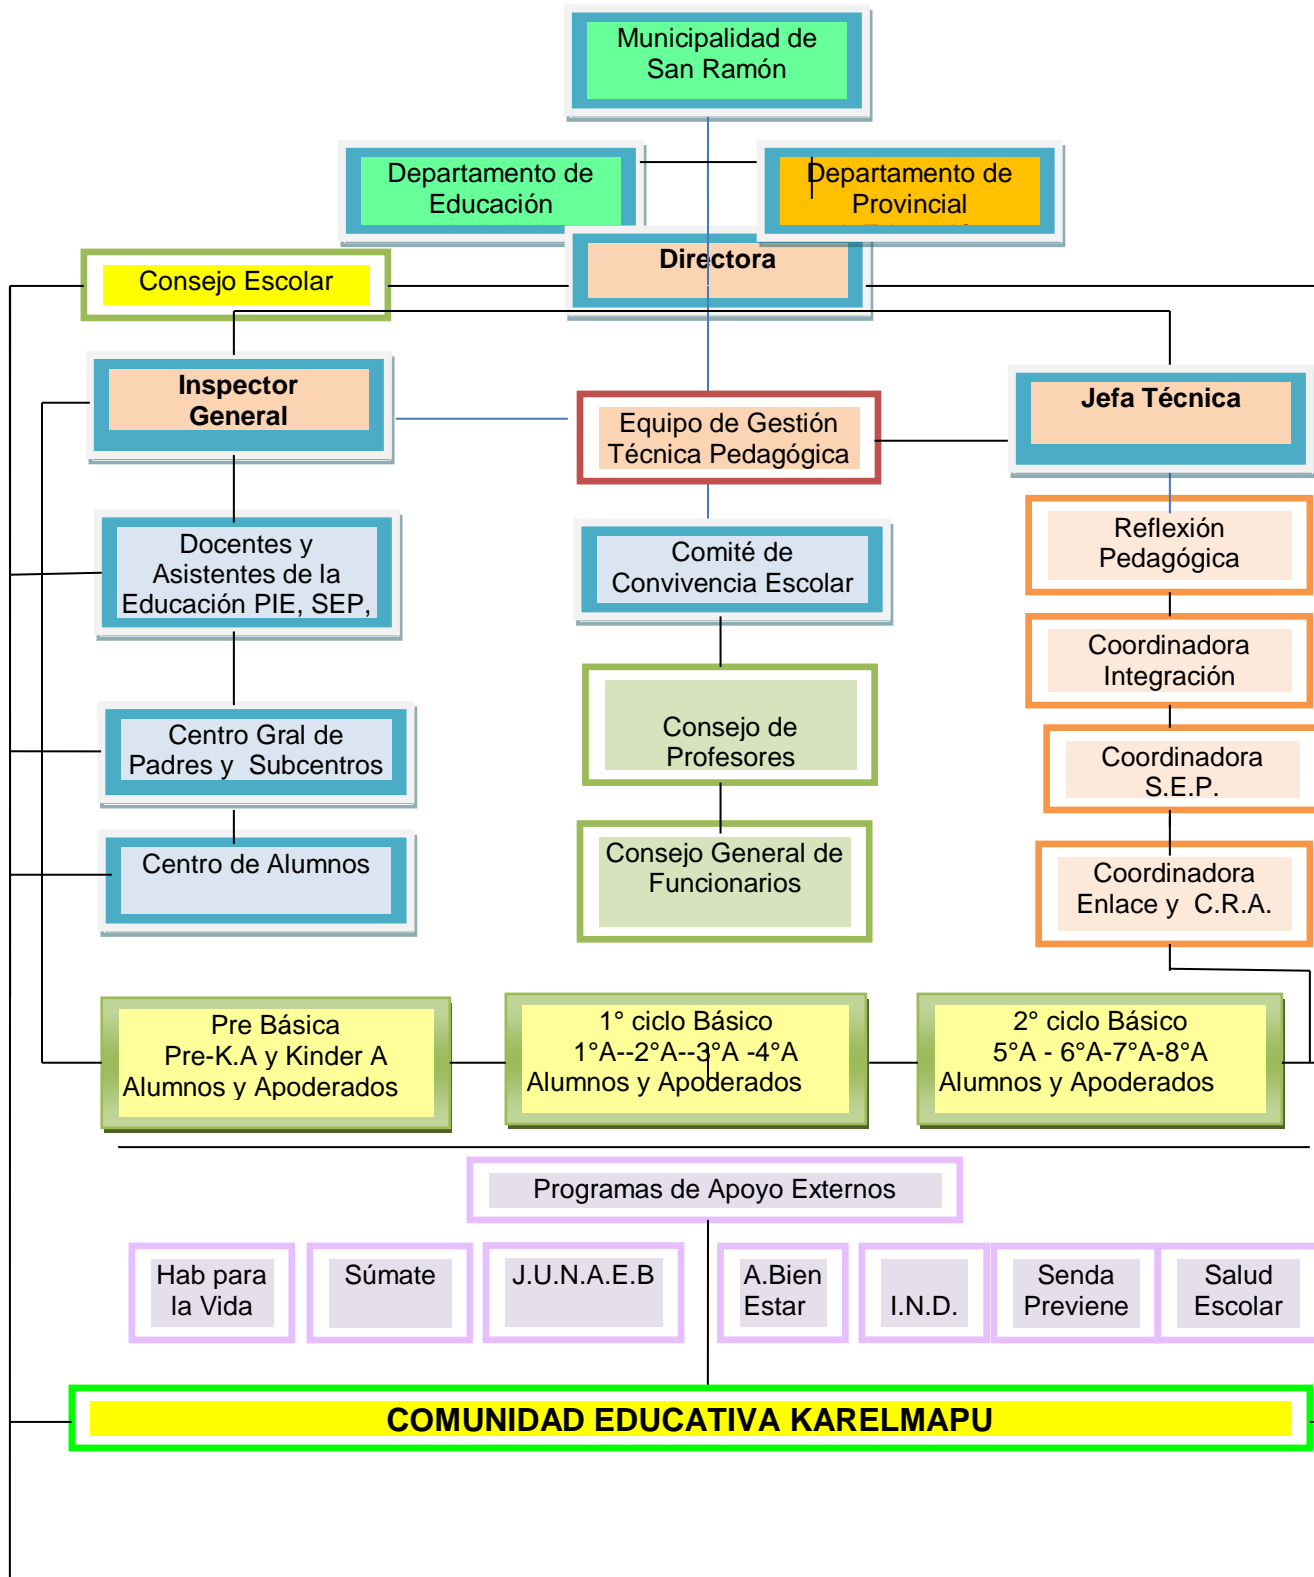 Municipalidad de
San Ramón
Departamento de
Educación
Departamento de
Provincial
Directora
Consejo Escolar
Inspector
General
Equipo de Gestión
Técnica Pedagógica
Jefa Técnica
Docentes y
Asistentes de la
Educación PIE, SEP,
Comité de
Convivencia Escolar
Reflexión
Pedagógica
Coordinadora
Integración
Centro Gral de
Padres y  Subcentros
Consejo de
Profesores
Coordinadora
S.E.P.
Centro de Alumnos
Consejo General de
Funcionarios
Coordinadora
Enlace y  C.R.A.
Pre Básica
Pre-K.A y Kinder A
Alumnos y Apoderados
1° ciclo Básico
1°A--2°A--3°A -4°A
Alumnos y Apoderados
2° ciclo Básico
5°A - 6°A-7°A-8°A
Alumnos y Apoderados
Programas de Apoyo Externos
Hab para
la Vida
Súmate
J.U.N.A.E.B
A.Bien
Estar
I.N.D.
Senda
Previene
Salud
Escolar
COMUNIDAD EDUCATIVA KARELMAPU